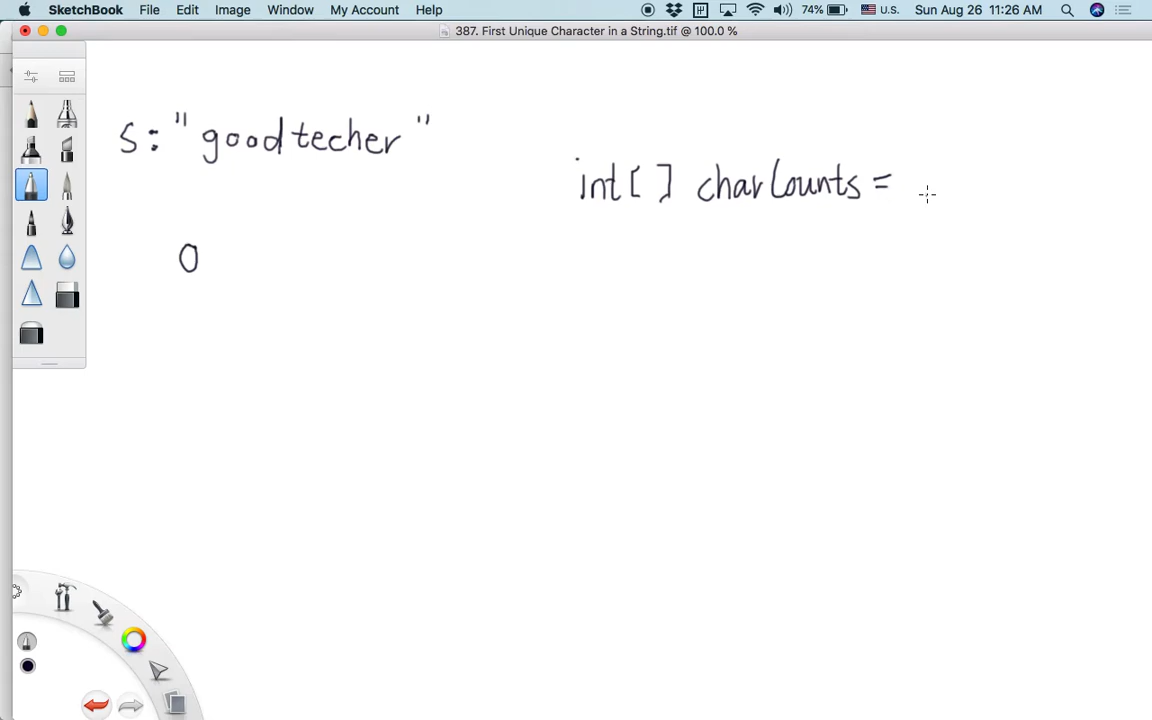 SketchBook File Edit Image Window My Account Help 74% U.S. Sun Aug 26 11:26 AM
387. First Unique Character in a String.tif @ 100.0 %
s: "goodtecher"
int[ ] charCounts =
0